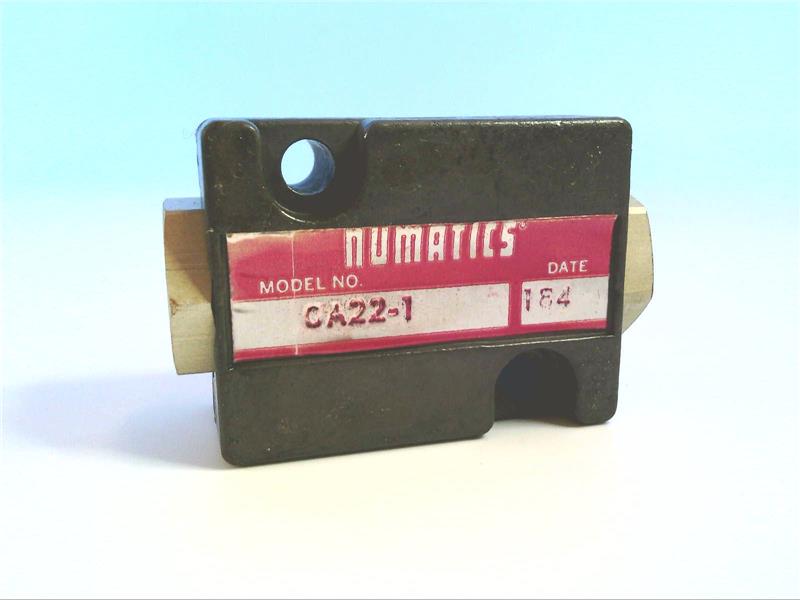 NUMATICS®
MODEL NO. DATE
CA22-1 184